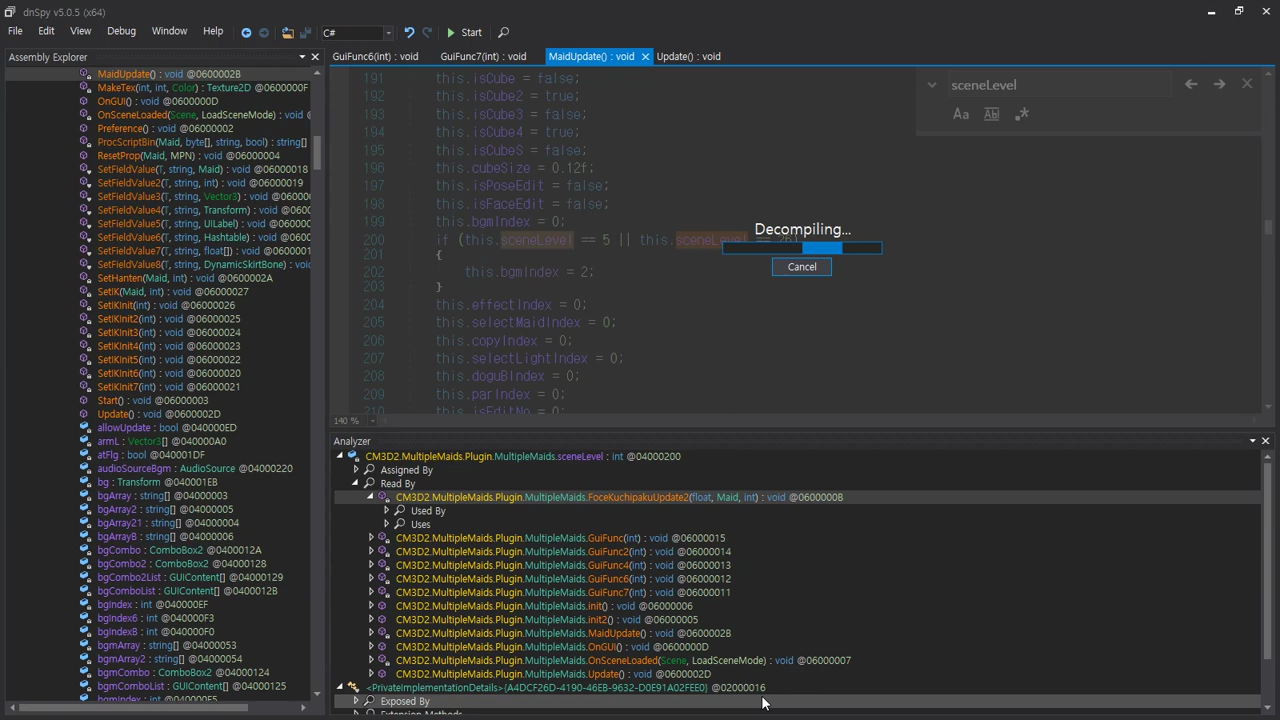 dnSpy v5.0.5 (x64)
File Edit View Debug Window Help C# Start
Assembly Explorer
MaidUpdate() : void @0600002B
MakeTex(int, int, Color) : Texture2D @0600000F
OnGUI() : void @0600000D
OnSceneLoaded(Scene, LoadSceneMode) : void @
Preference() : void @06000002
ProcScriptBin(Maid, byte[], string, bool) : string[]
ResetProp(Maid, MPN) : void @06000004
SetFieldValue(T, string, Maid) : void @06000018
SetFieldValue2(T, string, int) : void @06000019
SetFieldValue3(T, string, Vector3) : void @060000
SetFieldValue4(T, string, Transform) : void @0600
SetFieldValue5(T, string, UILabel) : void @060000
SetFieldValue6(T, string, Hashtable) : void @0600
SetFieldValue7(T, string, float[]) : void @0600001
SetFieldValue8(T, string, DynamicSkirtBone) : void
SetHanten(Maid, int) : void @0600002A
SetIK(Maid, int) : void @06000027
SetIKInit(int) : void @06000026
SetIKInit2(int) : void @06000025
SetIKInit3(int) : void @06000024
SetIKInit4(int) : void @06000023
SetIKInit5(int) : void @06000022
SetIKInit6(int) : void @06000020
SetIKInit7(int) : void @06000021
Start() : void @06000003
Update() : void @0600002D
allowUpdate : bool @040000ED
armL : Vector3[] @040000A0
atFlg : bool @040001DF
audioSourceBgm : AudioSource @04000220
bg : Transform @040001EB
bgArray : string[] @04000003
bgArray2 : string[] @04000005
bgArray21 : string[] @04000004
bgArrayB : string[] @04000006
bgCombo : ComboBox2 @0400012A
bgCombo2 : ComboBox2 @04000128
bgCombo2List : GUIContent[] @04000129
bgComboList : GUIContent[] @0400012B
bgIndex : int @040000EF
bgIndex6 : int @040000F3
bgIndexB : int @040000F0
bgmArray : string[] @04000053
bgmArray2 : string[] @04000054
bgmCombo : ComboBox2 @04000124
bgmComboList : GUIContent[] @04000125
bgmIndex : int @040000F5
GuiFunc6(int) : void GuiFunc7(int) : void MaidUpdate() : void Update() : void
sceneLevel
191 this.isCube = false;
192 this.isCube2 = true;
193 this.isCube3 = false;
194 this.isCube4 = true;
195 this.isCubeS = false;
196 this.cubeSize = 0.12f;
197 this.isPoseEdit = false;
198 this.isFaceEdit = false;
199 this.bgmIndex = 0;
200 if (this.sceneLevel == 5 || this.sceneLevel == 26)
201 {
202 this.bgmIndex = 2;
203 }
204 this.effectIndex = 0;
205 this.selectMaidIndex = 0;
206 this.copyIndex = 0;
207 this.selectLightIndex = 0;
208 this.doguBIndex = 0;
209 this.parIndex = 0;
210 this.isEditNo = 0;
Decompiling...
Cancel
140 %
Analyzer
CM3D2.MultipleMaids.Plugin.MultipleMaids.sceneLevel : int @04000200
Assigned By
Read By
CM3D2.MultipleMaids.Plugin.MultipleMaids.FoceKuchipakuUpdate2(float, Maid, int) : void @0600000B
Used By
Uses
CM3D2.MultipleMaids.Plugin.MultipleMaids.GuiFunc(int) : void @06000015
CM3D2.MultipleMaids.Plugin.MultipleMaids.GuiFunc2(int) : void @06000014
CM3D2.MultipleMaids.Plugin.MultipleMaids.GuiFunc4(int) : void @06000013
CM3D2.MultipleMaids.Plugin.MultipleMaids.GuiFunc6(int) : void @06000012
CM3D2.MultipleMaids.Plugin.MultipleMaids.GuiFunc7(int) : void @06000011
CM3D2.MultipleMaids.Plugin.MultipleMaids.init() : void @06000006
CM3D2.MultipleMaids.Plugin.MultipleMaids.init2() : void @06000005
CM3D2.MultipleMaids.Plugin.MultipleMaids.MaidUpdate() : void @0600002B
CM3D2.MultipleMaids.Plugin.MultipleMaids.OnGUI() : void @0600000D
CM3D2.MultipleMaids.Plugin.MultipleMaids.OnSceneLoaded(Scene, LoadSceneMode) : void @06000007
CM3D2.MultipleMaids.Plugin.MultipleMaids.Update() : void @0600002D
<PrivateImplementationDetails>{A4DCF26D-4190-46EB-9632-D0E91A02FEE0} @02000016
Exposed By
Extension Methods